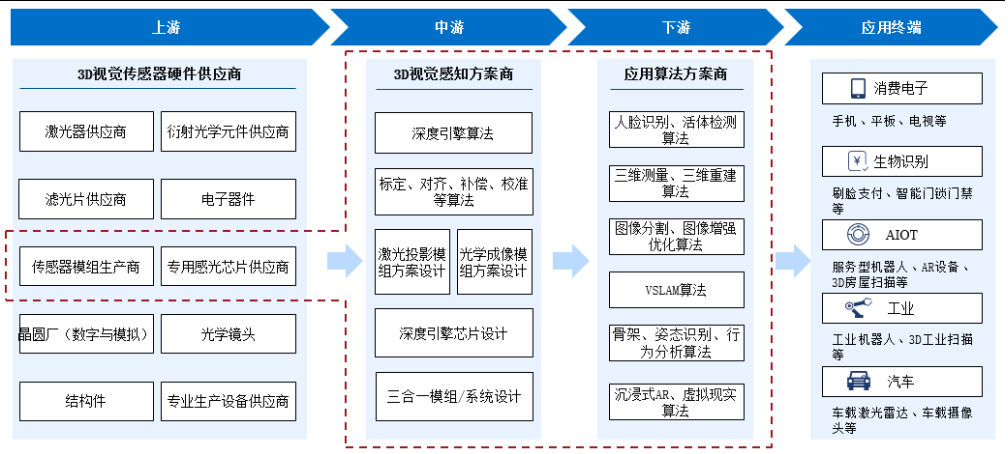 上游
中游
下游
应用终端
3D视觉传感器硬件供应商
激光器供应商
衍射光学元件供应商
滤光片供应商
电子器件
传感器模组生产商
专用感光芯片供应商
晶圆厂（数字与模拟）
光学镜头
结构件
专业生产设备供应商
3D视觉感知方案商
深度引擎算法
标定、对齐、补偿、校准
等算法
激光投影模
组方案设计
光学成像模
组方案设计
深度引擎芯片设计
三合一模组/系统设计
应用算法方案商
人脸识别、活体检测
算法
三维测量、三维重建
算法
图像分割、图像增强
优化算法
VSLAM算法
骨架、姿态识别、行
为分析算法
沉浸式AR、虚拟现实
算法
消费电子
手机、平板、电视等
¥
生物识别
刷脸支付、智能门锁门禁
等
AIOT
服务型机器人、AR设备、
3D房屋扫描等
工业
工业机器人、3D工业扫描
等
汽车
车载激光雷达、车载摄像
头等